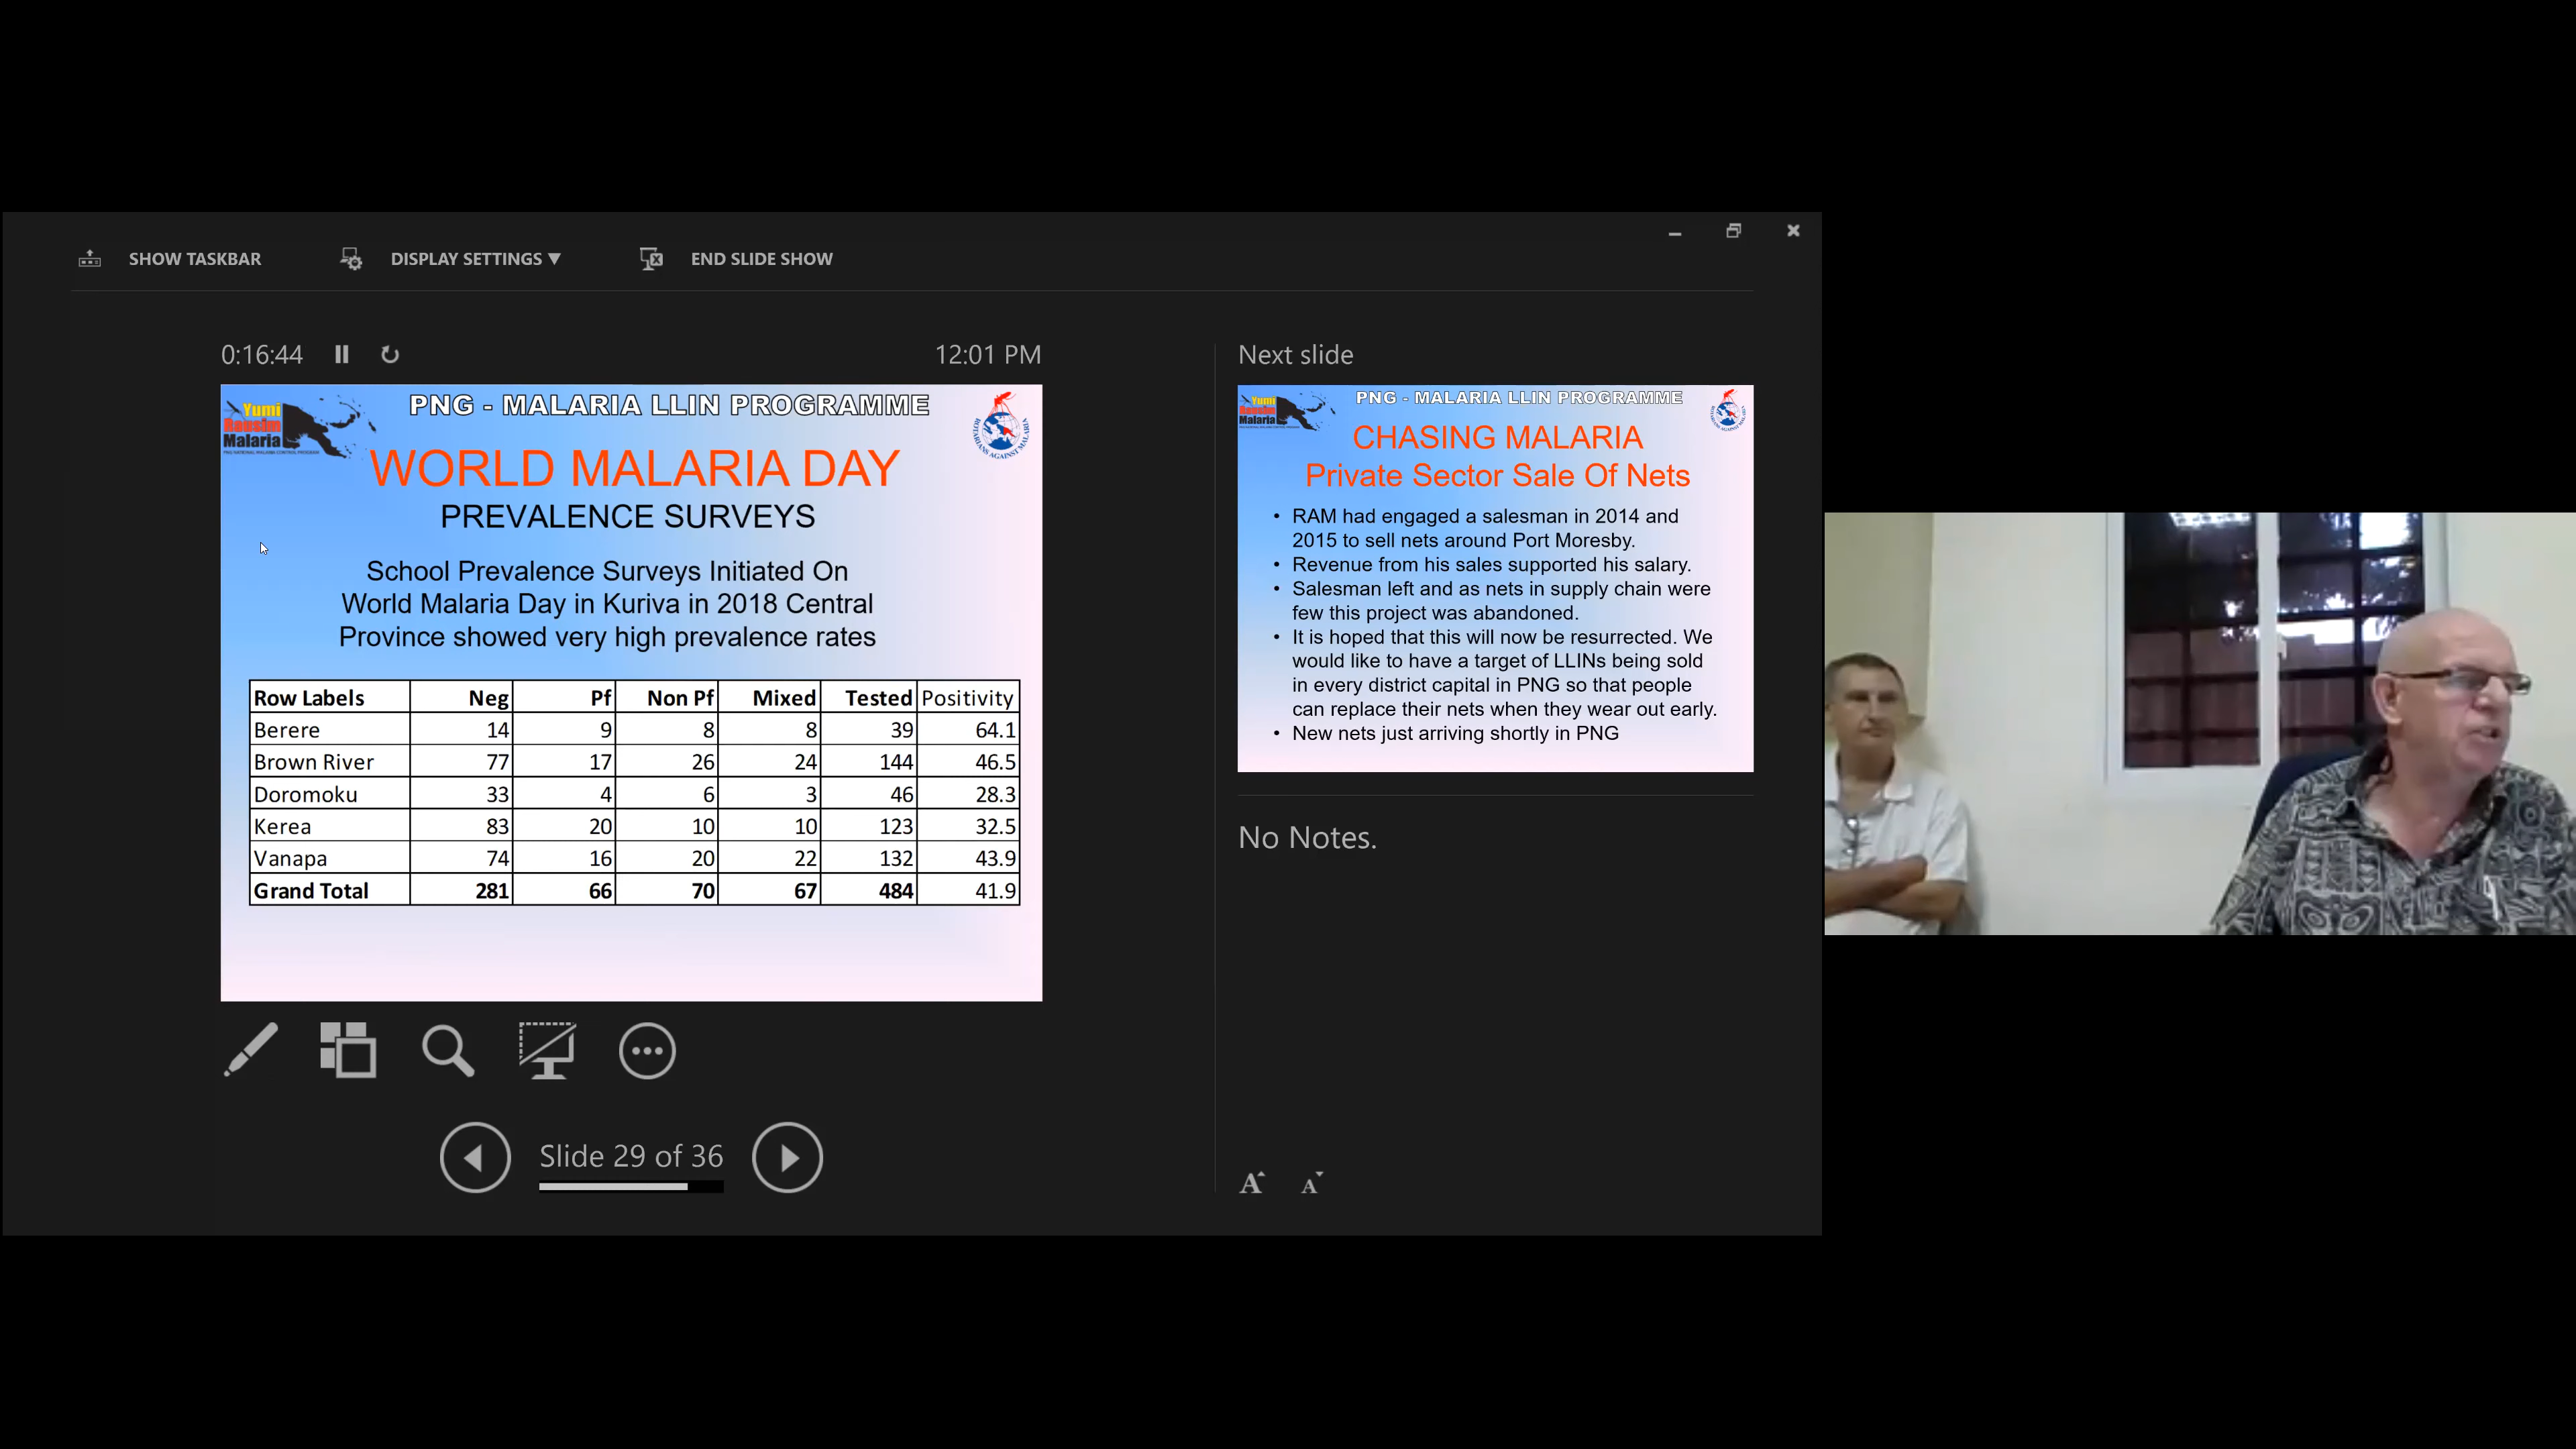 SHOW TASKBAR DISPLAY SETTINGS ▼ END SLIDE SHOW
0:16:44 12:01 PM
PNG - MALARIA LLIN PROGRAMME
Yumi
Rausim
Malaria
ROTARIANS AGAINST MALARIA
WORLD MALARIA DAY
PREVALENCE SURVEYS
School Prevalence Surveys Initiated On
World Malaria Day in Kuriva in 2018 Central
Province showed very high prevalence rates
Row Labels Neg Pf Non Pf Mixed Tested Positivity
Berere 14 9 8 8 39 64.1
Brown River 77 17 26 24 144 46.5
Doromoku 33 4 6 3 46 28.3
Kerea 83 20 10 10 123 32.5
Vanapa 74 16 20 22 132 43.9
Grand Total 281 66 70 67 484 41.9
Slide 29 of 36
Next slide
PNG - MALARIA LLIN PROGRAMME
Yumi
Rausim
Malaria
CHASING MALARIA
Private Sector Sale Of Nets
• RAM had engaged a salesman in 2014 and
2015 to sell nets around Port Moresby.
• Revenue from his sales supported his salary.
• Salesman left and as nets in supply chain were
few this project was abandoned.
• It is hoped that this will now be resurrected. We
would like to have a target of LLINs being sold
in every district capital in PNG so that people
can replace their nets when they wear out early.
• New nets just arriving shortly in PNG
No Notes.
A A